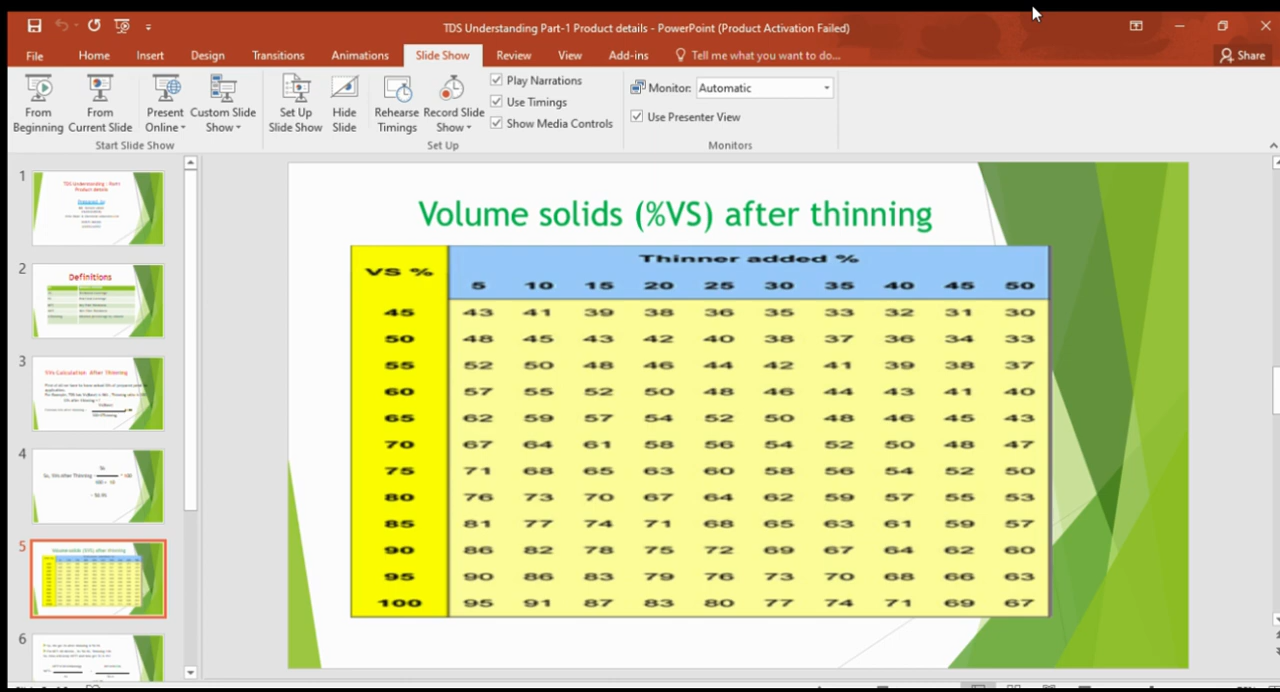 TDS Understanding Part-1 Product details - PowerPoint (Product Activation Failed)
File Home Insert Design Transitions Animations Slide Show Review View Add-ins Tell me what you want to do... Share
From Beginning
From Current Slide
Present Online
Custom Slide Show
Set Up Slide Show
Hide Slide
Rehearse Timings
Record Slide Show
Play Narrations
Use Timings
Show Media Controls
Monitor: Automatic
Use Presenter View
Start Slide Show Set Up Monitors
1
2
Definitions
3
4
5
6
Volume solids (%VS) after thinning
VS % Thinner added %
5 10 15 20 25 30 35 40 45 50
45 43 41 39 38 36 35 33 32 31 30
50 48 45 43 42 40 38 37 36 34 33
55 52 50 48 46 44 42 41 39 38 37
60 57 55 52 50 48 46 44 43 41 40
65 62 59 57 54 52 50 48 46 45 43
70 67 64 61 58 56 54 52 50 48 47
75 71 68 65 63 60 58 56 54 52 50
80 76 73 70 67 64 62 59 57 55 53
85 81 77 74 71 68 65 63 61 59 57
90 86 82 78 75 72 69 67 64 62 60
95 90 86 83 79 76 73 70 68 66 63
100 95 91 87 83 80 77 74 71 69 67